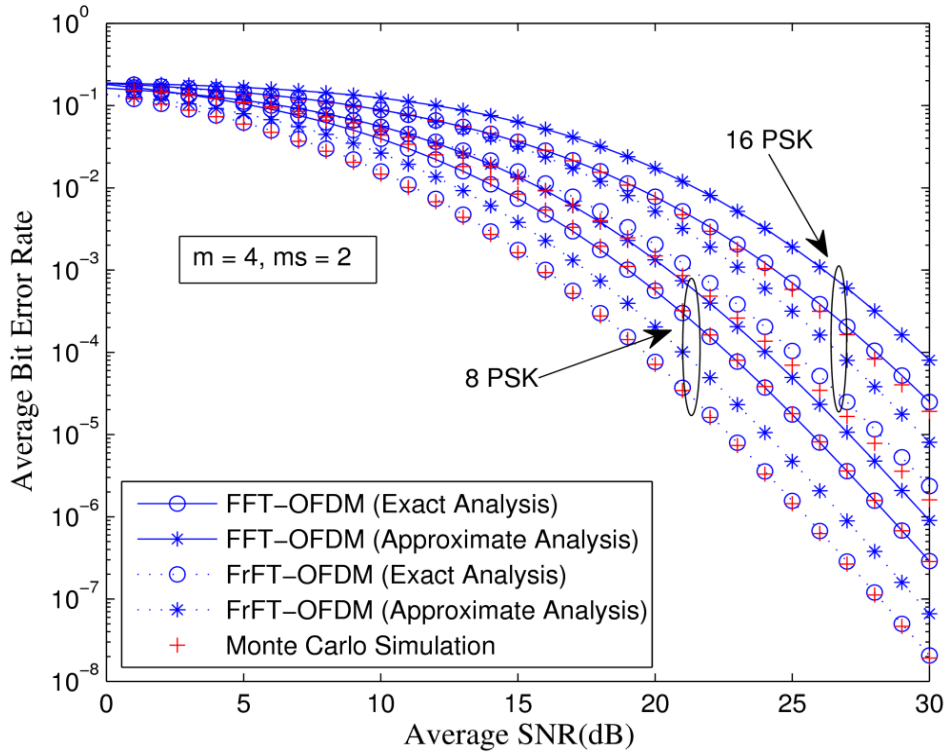 10^0
10^-1
10^-2
10^-3
10^-4
10^-5
10^-6
10^-7
10^-8
Average Bit Error Rate
16 PSK
m = 4, ms = 2
8 PSK
FFT-OFDM (Exact Analysis)
FFT-OFDM (Approximate Analysis)
FrFT-OFDM (Exact Analysis)
FrFT-OFDM (Approximate Analysis)
Monte Carlo Simulation
0 5 10 15 20 25 30
Average SNR(dB)